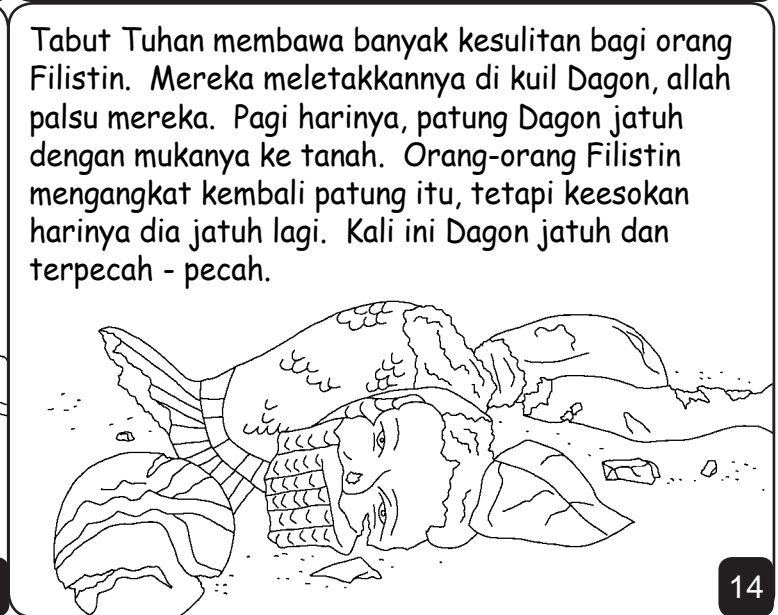 Tabut Tuhan membawa banyak kesulitan bagi orang
Filistin.  Mereka meletakkannya di kuil Dagon, allah
palsu mereka.  Pagi harinya, patung Dagon jatuh
dengan mukanya ke tanah.  Orang-orang Filistin
mengangkat kembali patung itu, tetapi keesokan
harinya dia jatuh lagi.  Kali ini Dagon jatuh dan
terpecah - pecah.
14